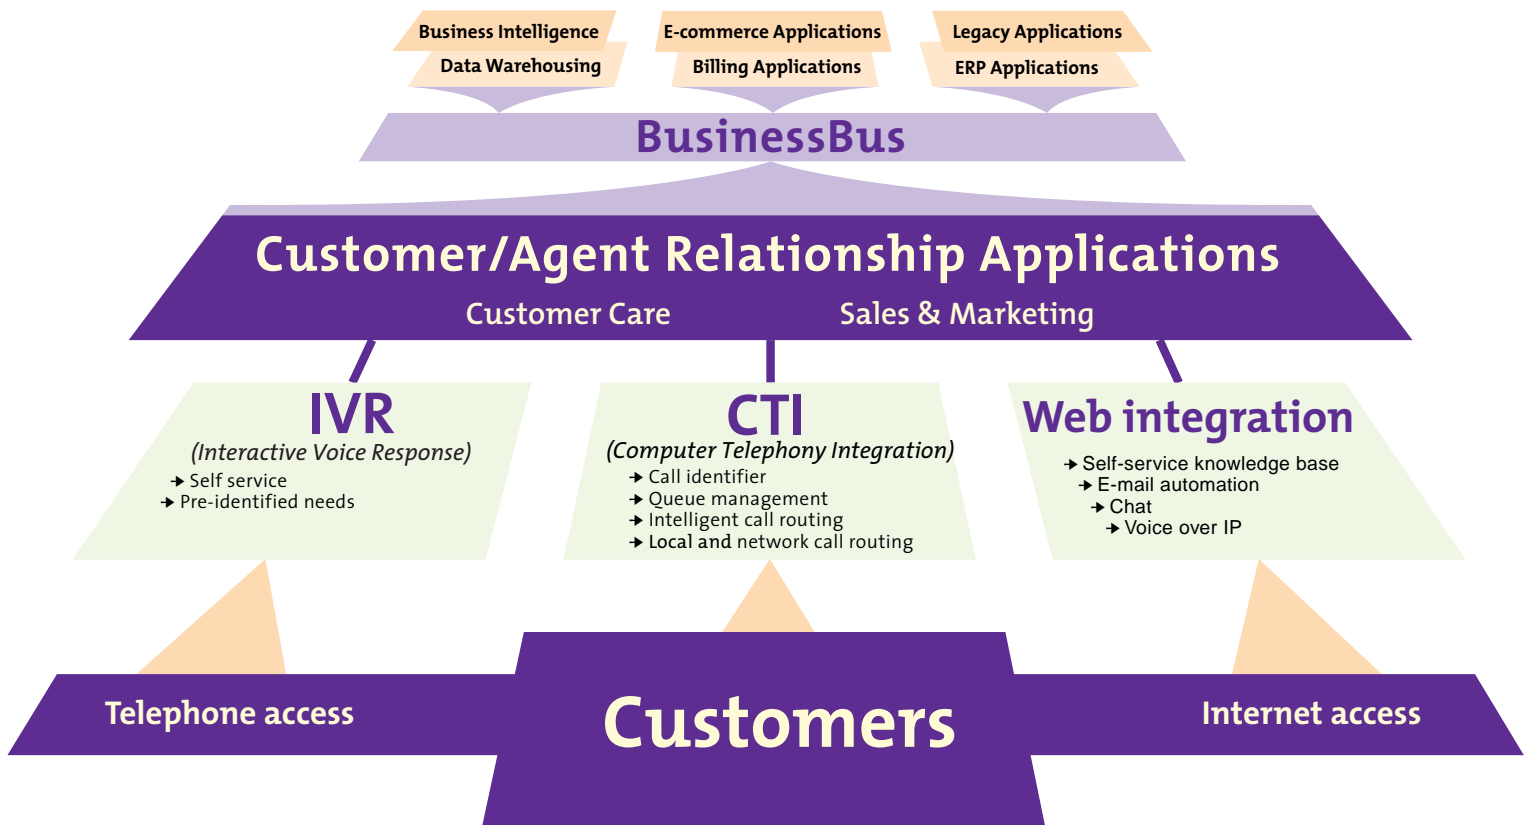 Business Intelligence
E-commerce Applications
Legacy Applications
Data Warehousing
Billing Applications
ERP Applications
BusinessBus
Customer/Agent Relationship Applications
Customer Care
Sales & Marketing
IVR
(Interactive Voice Response)
Self service
Pre-identified needs
CTI
(Computer Telephony Integration)
Call identifier
Queue management
Intelligent call routing
Local and network call routing
Web integration
Self-service knowledge base
E-mail automation
Chat
Voice over IP
Telephone access
Customers
Internet access